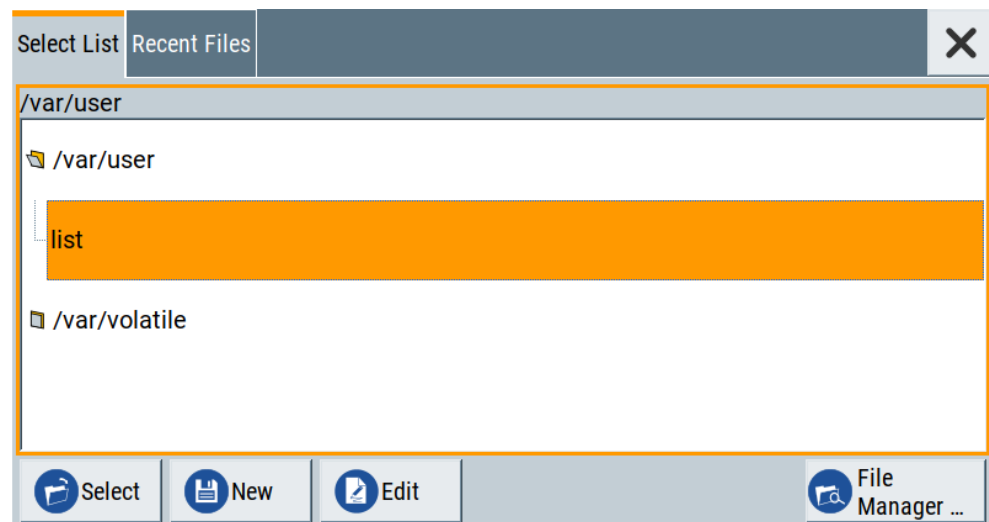 Select List Recent Files
/var/user
/var/user
list
/var/volatile
Select New Edit File
Manager ...